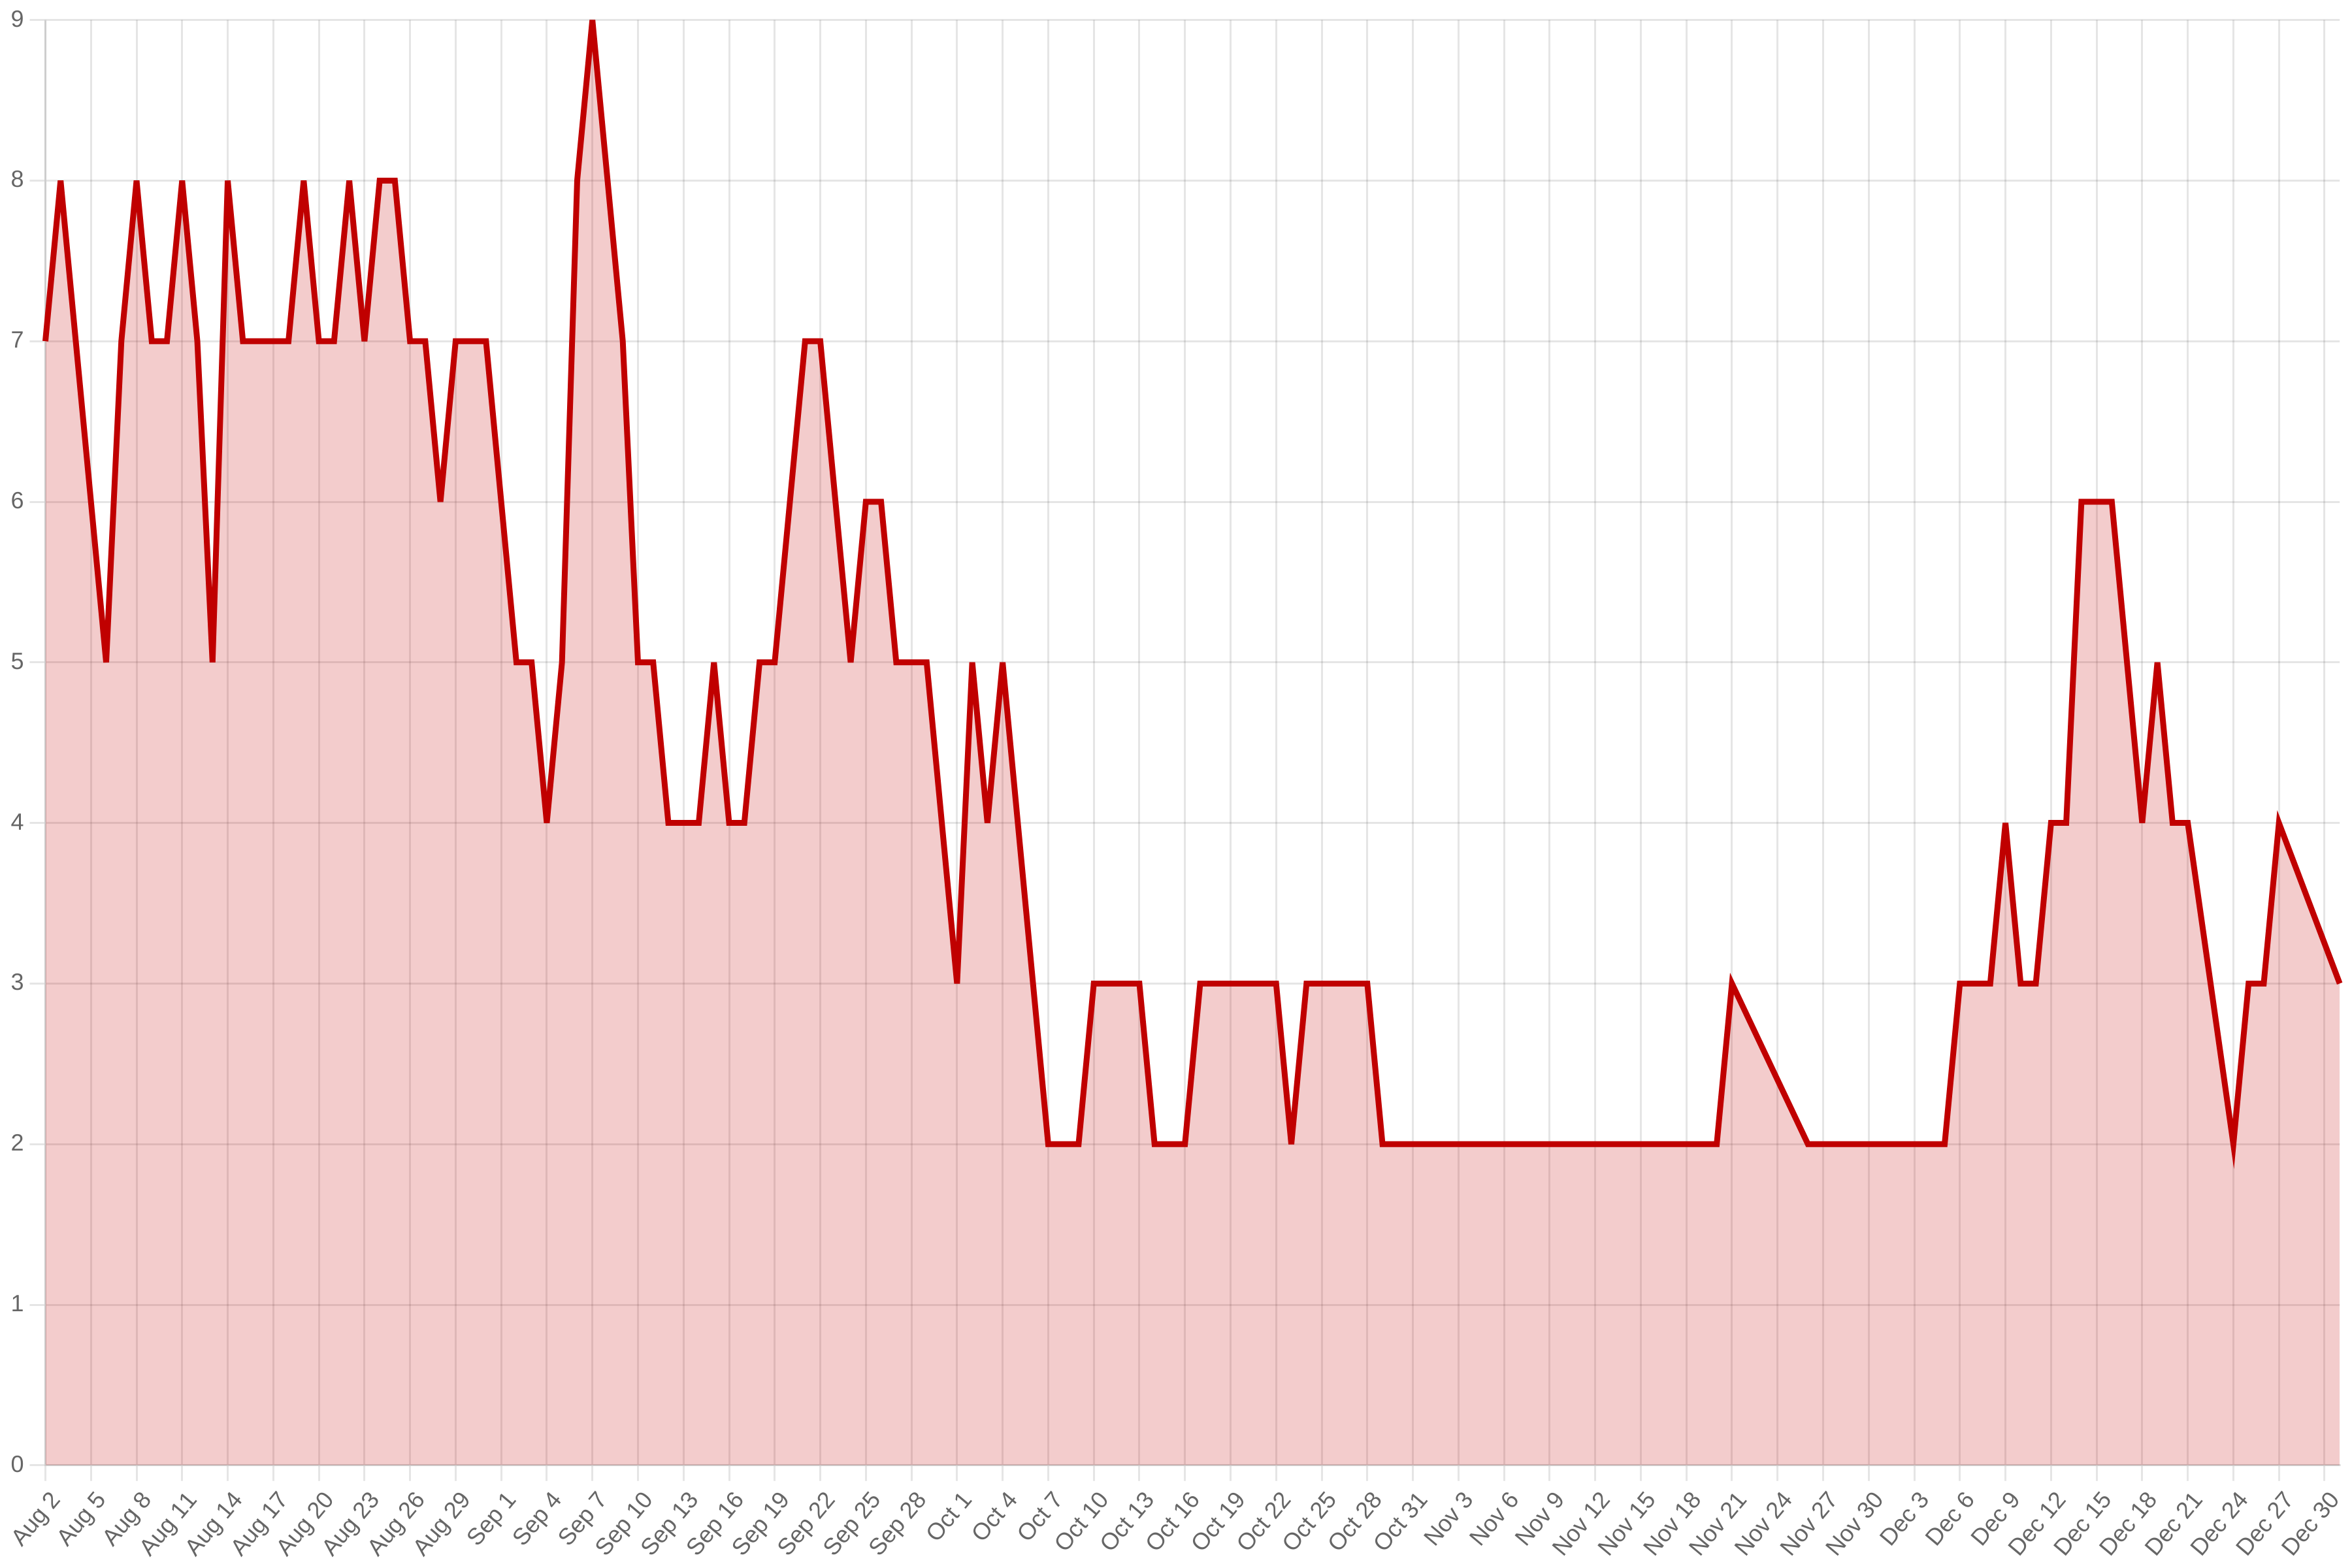 9
8
7
6
5
4
3
2
1
0
Aug 2
Aug 5
Aug 8
Aug 11
Aug 14
Aug 17
Aug 20
Aug 23
Aug 26
Aug 29
Sep 1
Sep 4
Sep 7
Sep 10
Sep 13
Sep 16
Sep 19
Sep 22
Sep 25
Sep 28
Oct 1
Oct 4
Oct 7
Oct 10
Oct 13
Oct 16
Oct 19
Oct 22
Oct 25
Oct 28
Oct 31
Nov 3
Nov 6
Nov 9
Nov 12
Nov 15
Nov 18
Nov 21
Nov 24
Nov 27
Nov 30
Dec 3
Dec 6
Dec 9
Dec 12
Dec 15
Dec 18
Dec 21
Dec 24
Dec 27
Dec 30